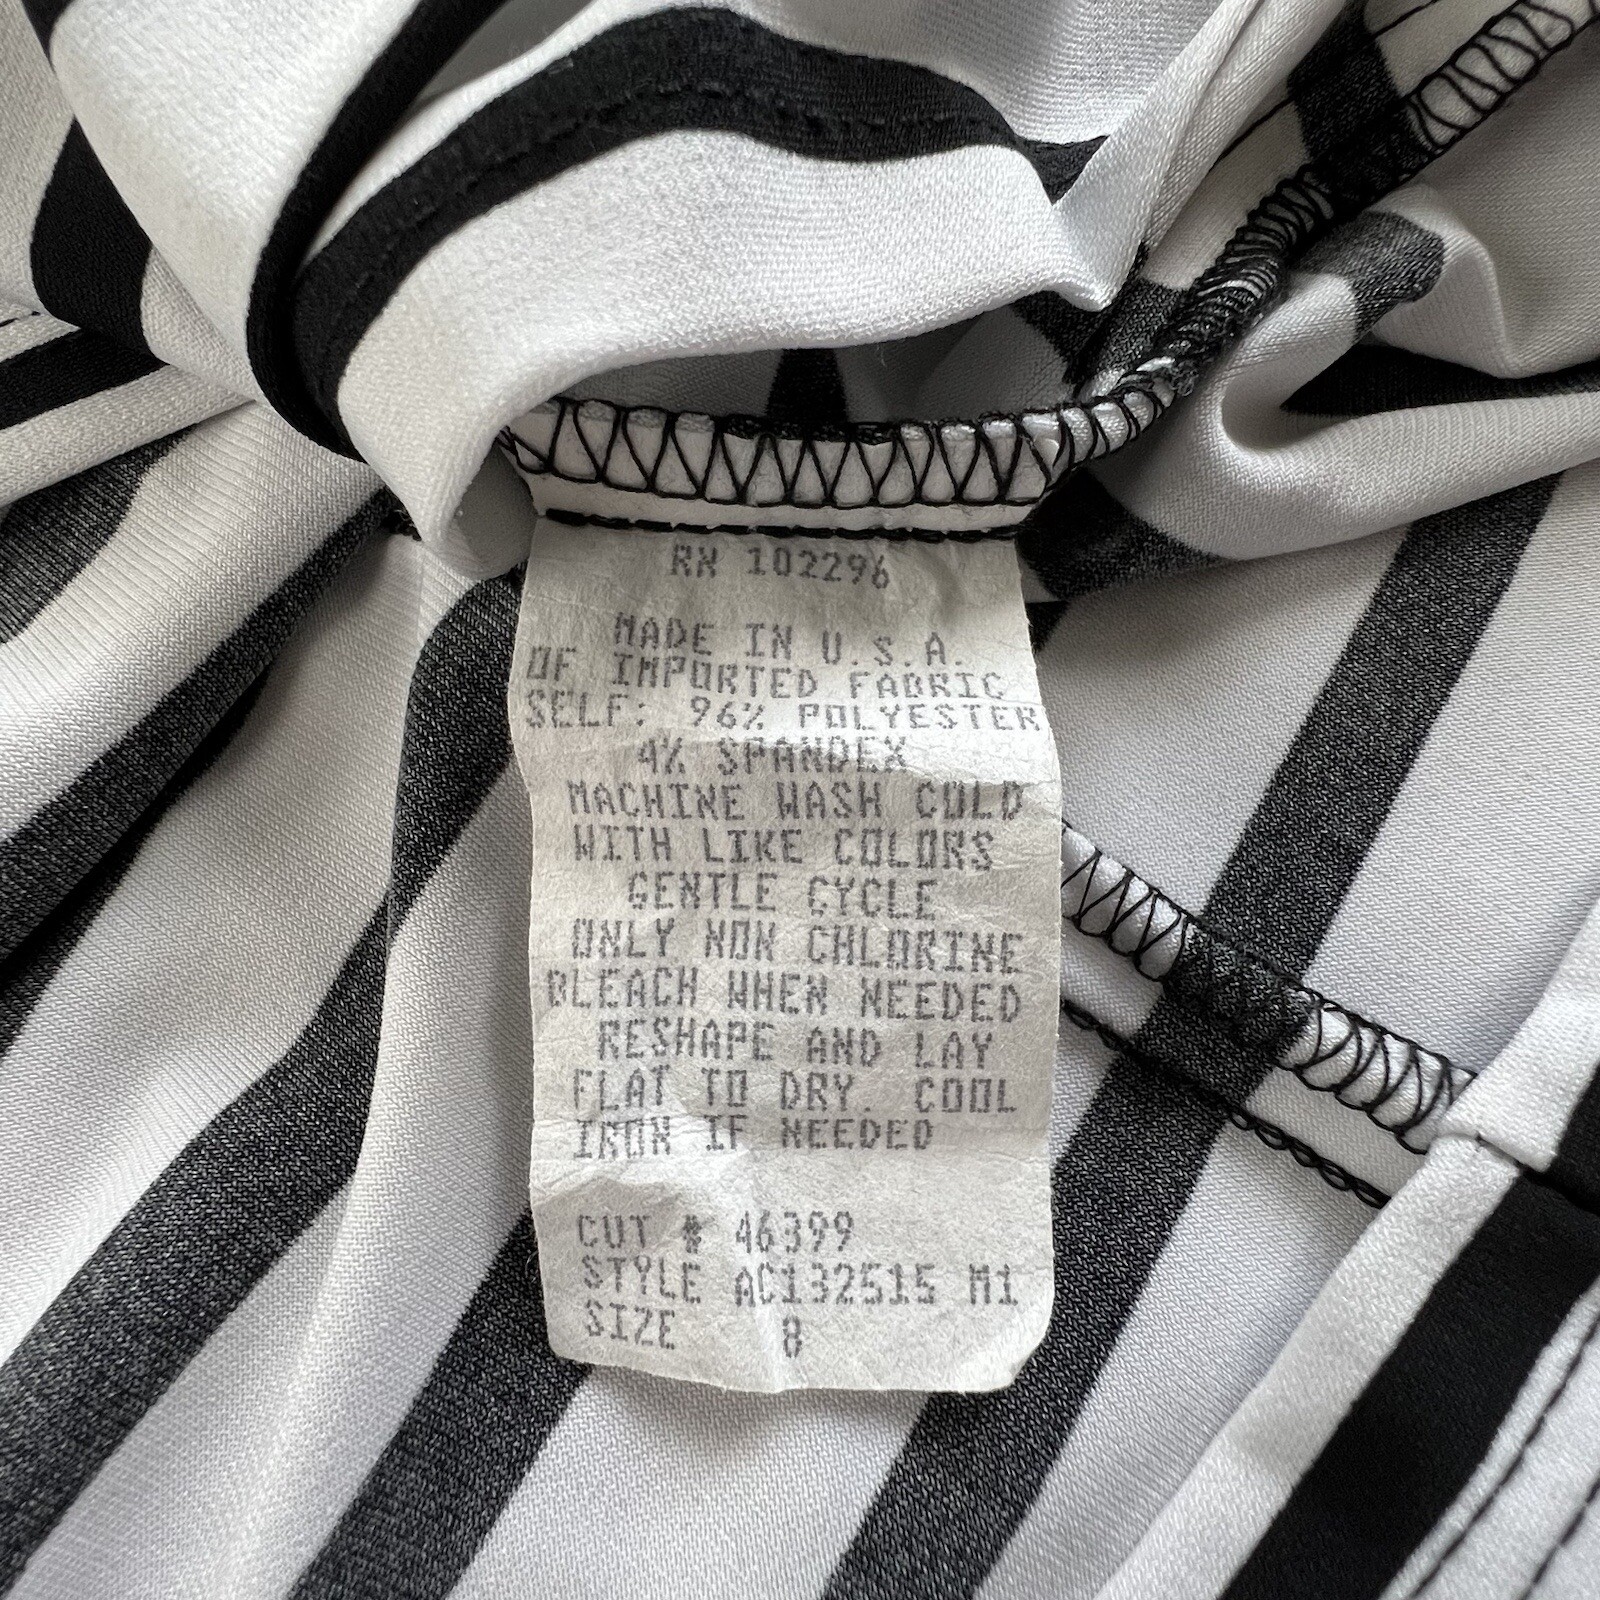 RN 102296
MADE IN U.S.A.
OF IMPORTED FABRIC
SELF: 96% POLYESTER
4% SPANDEX
MACHINE WASH COLD
WITH LIKE COLORS
GENTLE CYCLE
ONLY NON CHLORINE
BLEACH WHEN NEEDED
RESHAPE AND LAY
FLAT TO DRY. COOL
IRON IF NEEDED
CUT # 46399
STYLE AC132515 M1
SIZE 8